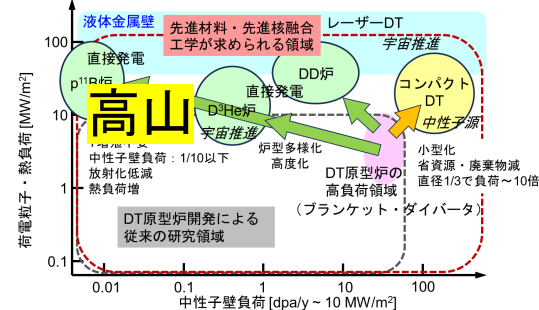 液体金属壁
先進材料・先進核融合
工学が求められる領域
レーザーDT
宇宙推進
直接発電
p¹¹B炉
高山
D³He炉
宇宙推進
直接発電
DD炉
コンパクト
DT
中性子源
中性子壁負荷：1/10以下
放射化低減
熱負荷増
炉型多様化
高度化
DT原型炉の
高負荷領域
(ブランケット・ダイバータ)
小型化
省資源・廃棄物減
直径1/3で負荷～10倍
DT原型炉開発による
従来の研究領域
荷電粒子・熱負荷 [MW/m²]
100
10
1
0.1
0.01
0.1
1
10
100
中性子壁負荷 [dpa/y ~ 10 MW/m²]